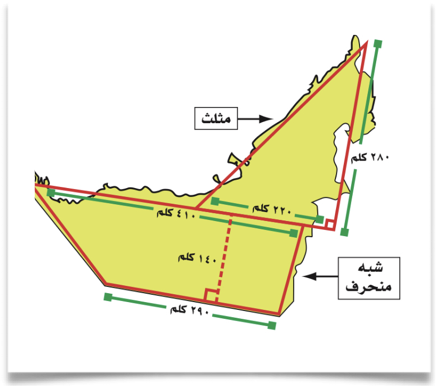 مثلث
٢٨٠ كلم
٢٢٠ كلم
٤١٠ كلم
١٤٠ كلم
شبه
منحرف
٢٩٠ كلم